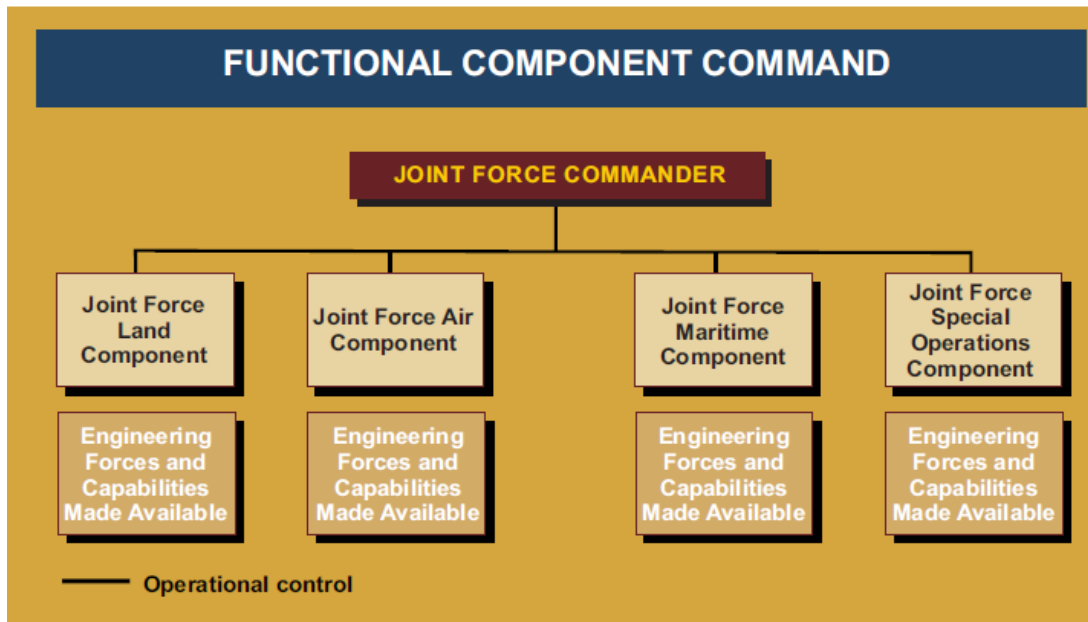 FUNCTIONAL COMPONENT COMMAND
JOINT FORCE COMMANDER
Joint Force
Land
Component
Joint Force Air
Component
Joint Force
Maritime
Component
Joint Force
Special
Operations
Component
Engineering
Forces and
Capabilities
Made Available
Engineering
Forces and
Capabilities
Made Available
Engineering
Forces and
Capabilities
Made Available
Engineering
Forces and
Capabilities
Made Available
Operational control